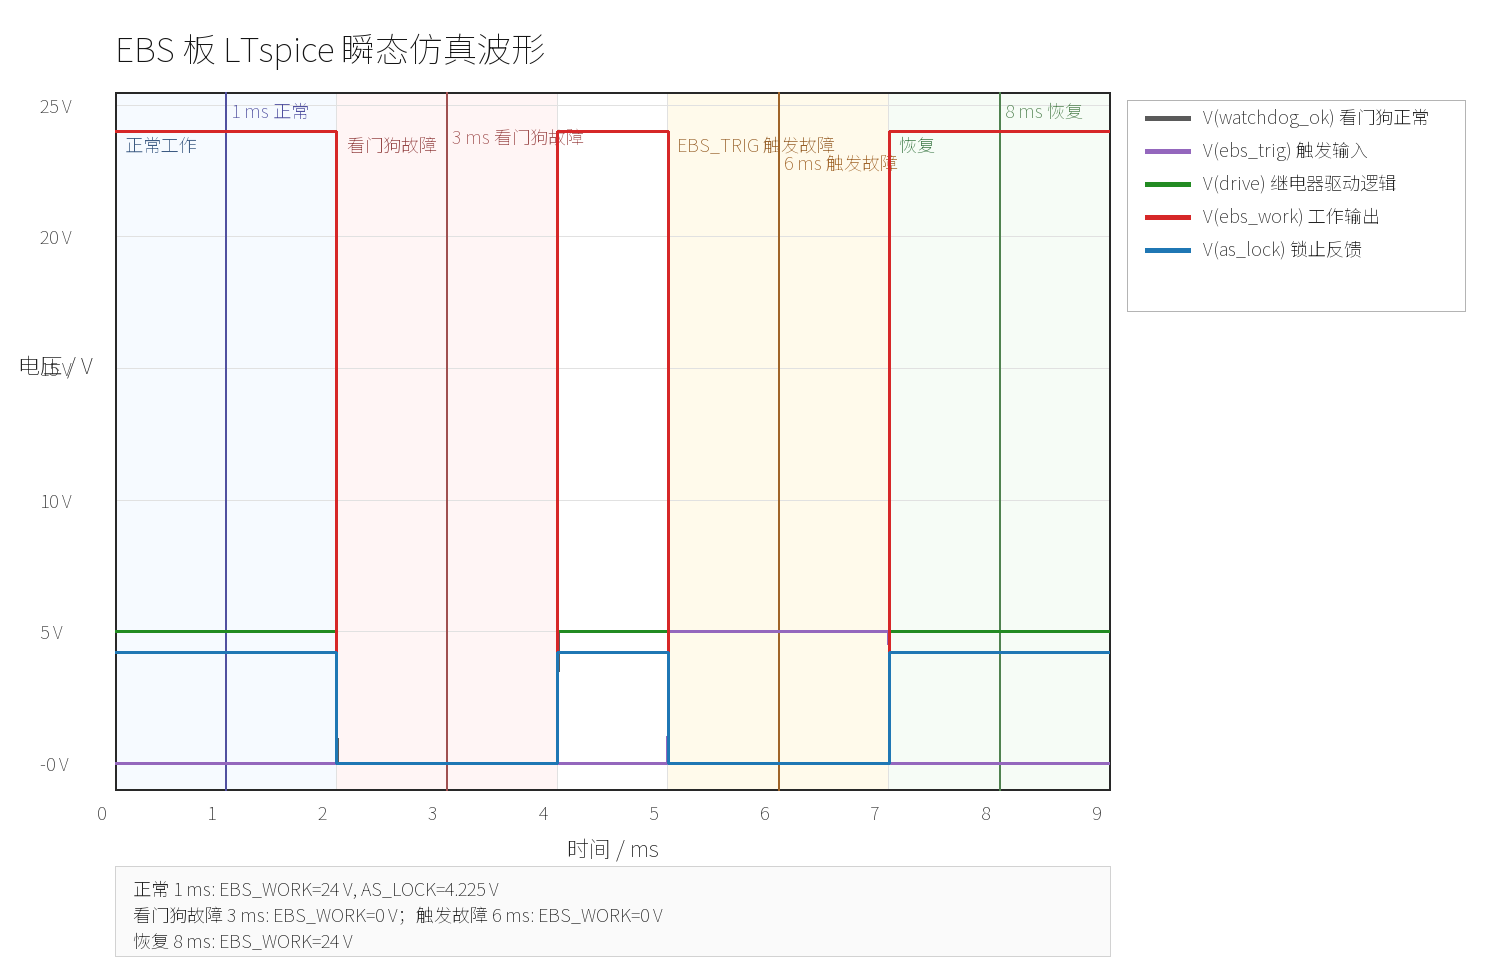 EBS 板 LTspice 瞬态仿真波形
25 V
20 V
15 V
10 V
5 V
-0 V
电压 / V
1 ms 正常
正常工作
看门狗故障
3 ms 看门狗故障
EBS_TRIG 触发故障
6 ms 触发故障
恢复
8 ms 恢复
V(watchdog_ok) 看门狗正常
V(ebs_trig) 触发输入
V(drive) 继电器驱动逻辑
V(ebs_work) 工作输出
V(as_lock) 锁止反馈
0 1 2 3 4 5 6 7 8 9
时间 / ms
正常 1 ms: EBS_WORK=24 V, AS_LOCK=4.225 V
看门狗故障 3 ms: EBS_WORK=0 V；触发故障 6 ms: EBS_WORK=0 V
恢复 8 ms: EBS_WORK=24 V